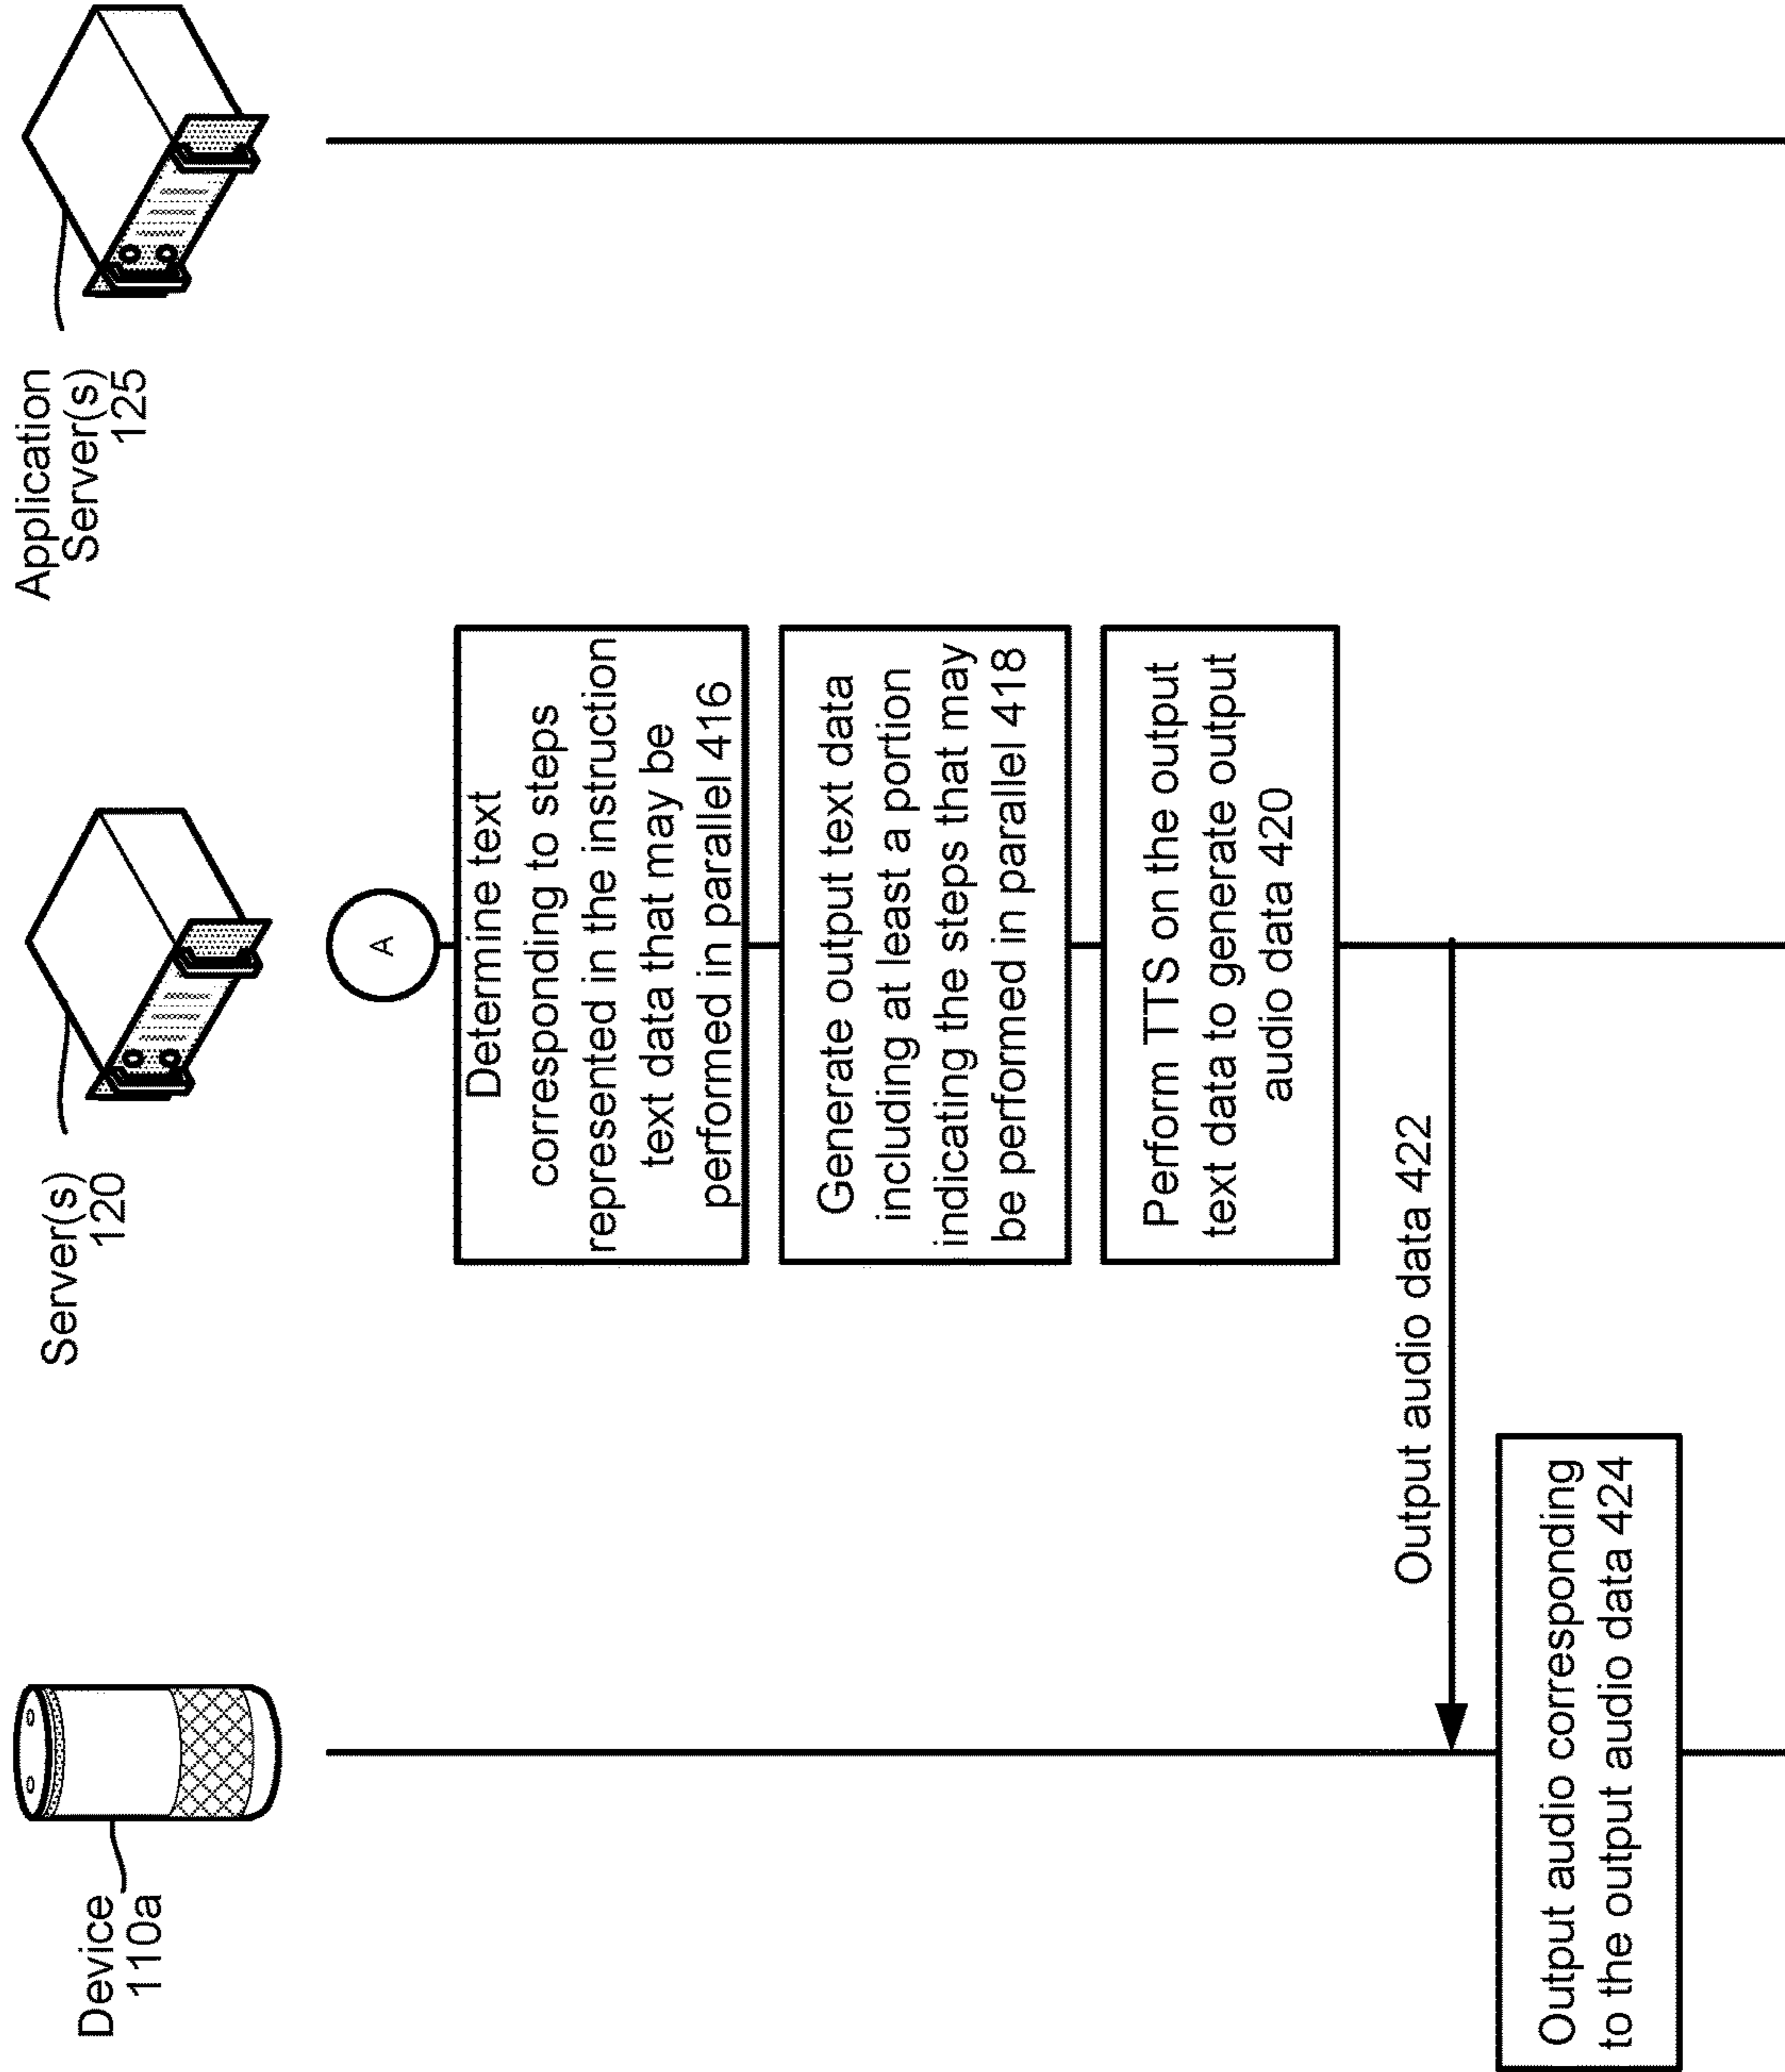 Device
110a
Server(s)
120
Application
Server(s)
125
A
Determine text
corresponding to steps
represented in the instruction
text data that may be
performed in parallel 416
Generate output text data
including at least a portion
indicating the steps that may
be performed in parallel 418
Perform TTS on the output
text data to generate output
audio data 420
Output audio data 422
Output audio corresponding
to the output audio data 424